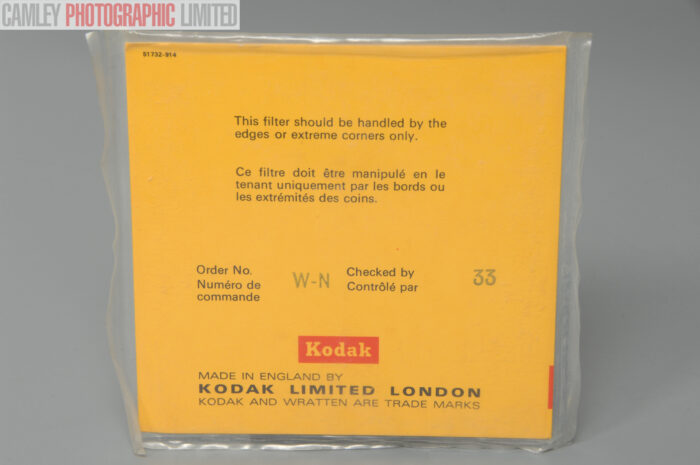 CAMLEY PHOTOGRAPHIC LIMITED
51732-914
This filter should be handled by the
edges or extreme corners only.
Ce filtre doit être manipulé en le
tenant uniquement par les bords ou
les extrémités des coins.
Order No.
Numéro de
commande
W-N
Checked by
Contrôlé par
33
Kodak
MADE IN ENGLAND BY
KODAK LIMITED LONDON
KODAK AND WRATTEN ARE TRADE MARKS